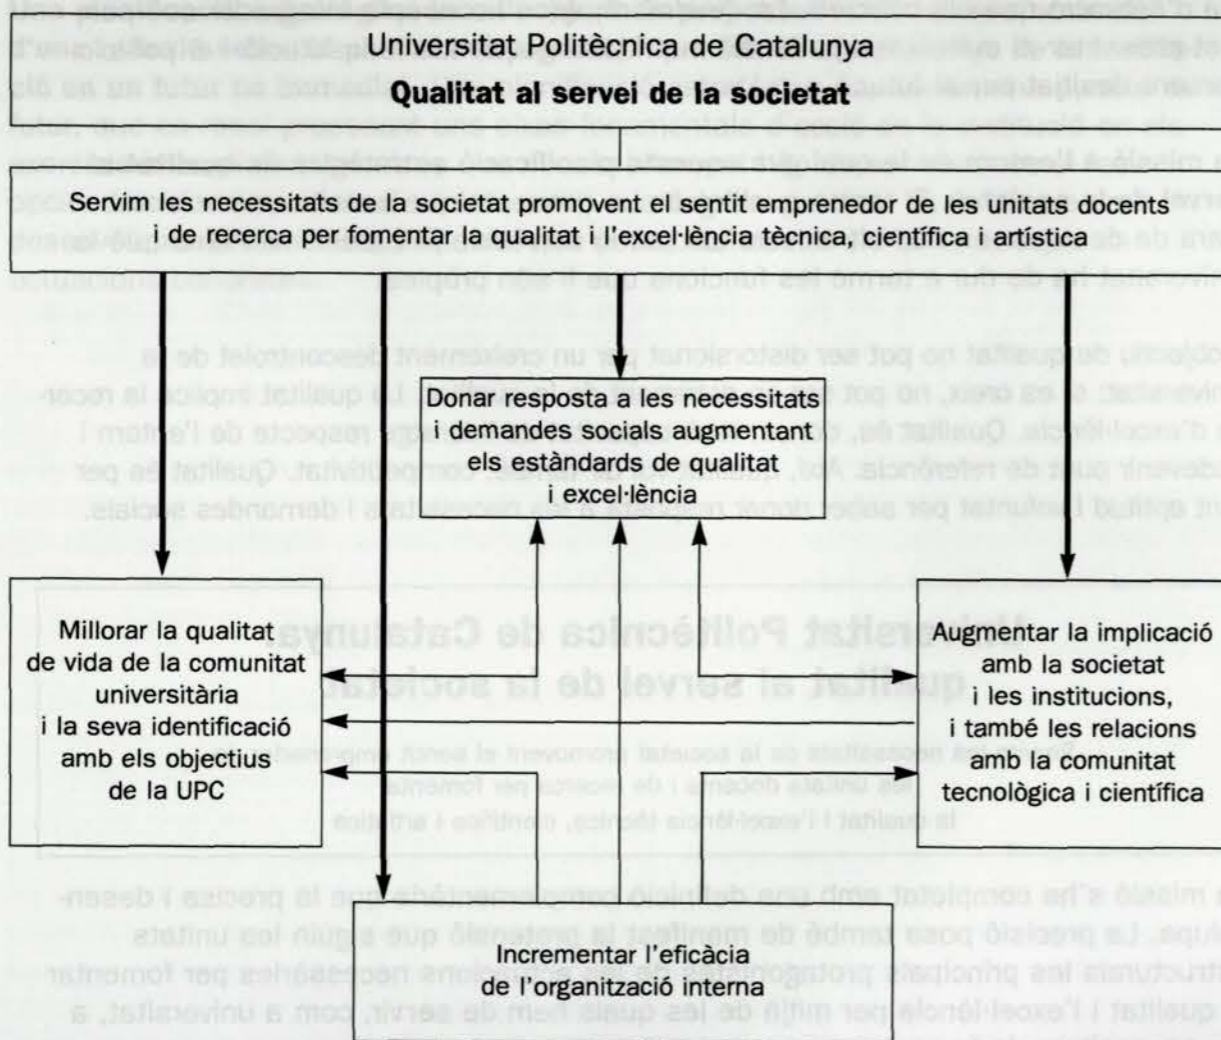 Universitat Politècnica de Catalunya
Qualitat al servei de la societat
Servim les necessitats de la societat promovent el sentit emprenedor de les unitats docents
i de recerca per fomentar la qualitat i l'excel·lència tècnica, científica i artística
Donar resposta a les necessitats
i demandes socials augmentant
els estàndards de qualitat
i excel·lència
Millorar la qualitat
de vida de la comunitat
universitària
i la seva identificació
amb els objectius
de la UPC
Augmentar la implicació
amb la societat
i les institucions,
i també les relacions
amb la comunitat
tecnològica i científica
Incrementar l'eficàcia
de l'organització interna